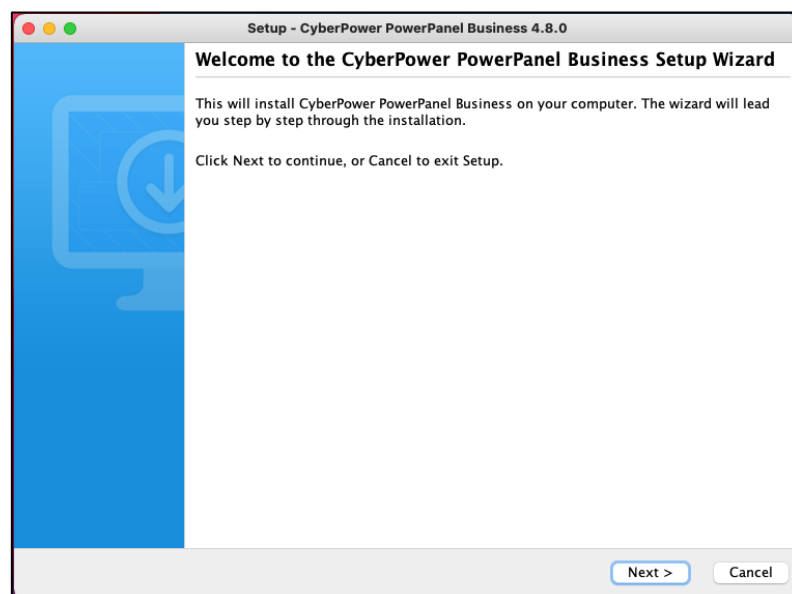 Setup - CyberPower PowerPanel Business 4.8.0
Welcome to the CyberPower PowerPanel Business Setup Wizard
This will install CyberPower PowerPanel Business on your computer. The wizard will lead
you step by step through the installation.
Click Next to continue, or Cancel to exit Setup.
Next >
Cancel